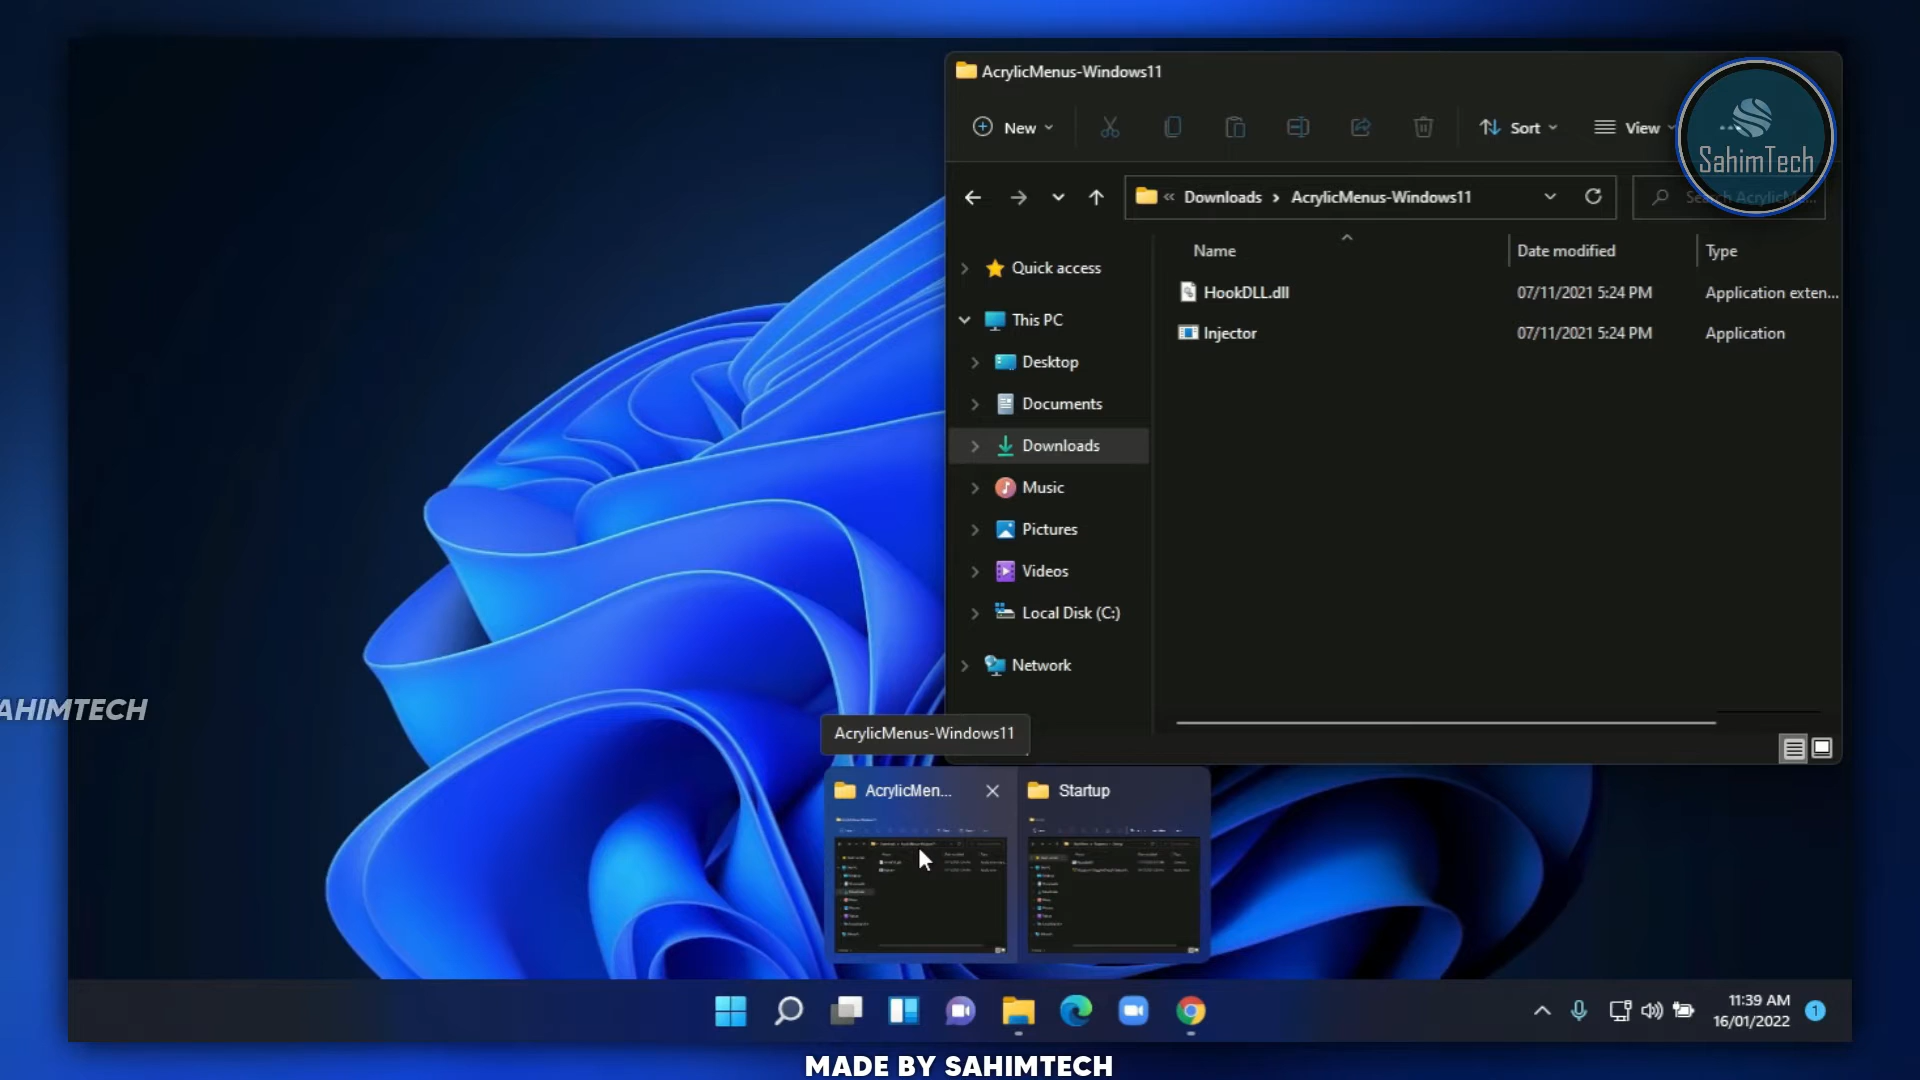 AcrylicMenus-Windows11
New
Sort
View
SahimTech
« Downloads › AcrylicMenus-Windows11
Search AcrylicM...
Name
Date modified
Type
Quick access
HookDLL.dll
07/11/2021 5:24 PM
Application exten...
This PC
Injector
07/11/2021 5:24 PM
Application
Desktop
Documents
Downloads
Music
Pictures
Videos
Local Disk (C:)
Network
AHIMTECH
AcrylicMenus-Windows11
AcrylicMen...
Startup
11:39 AM
16/01/2022
1
MADE BY SAHIMTECH